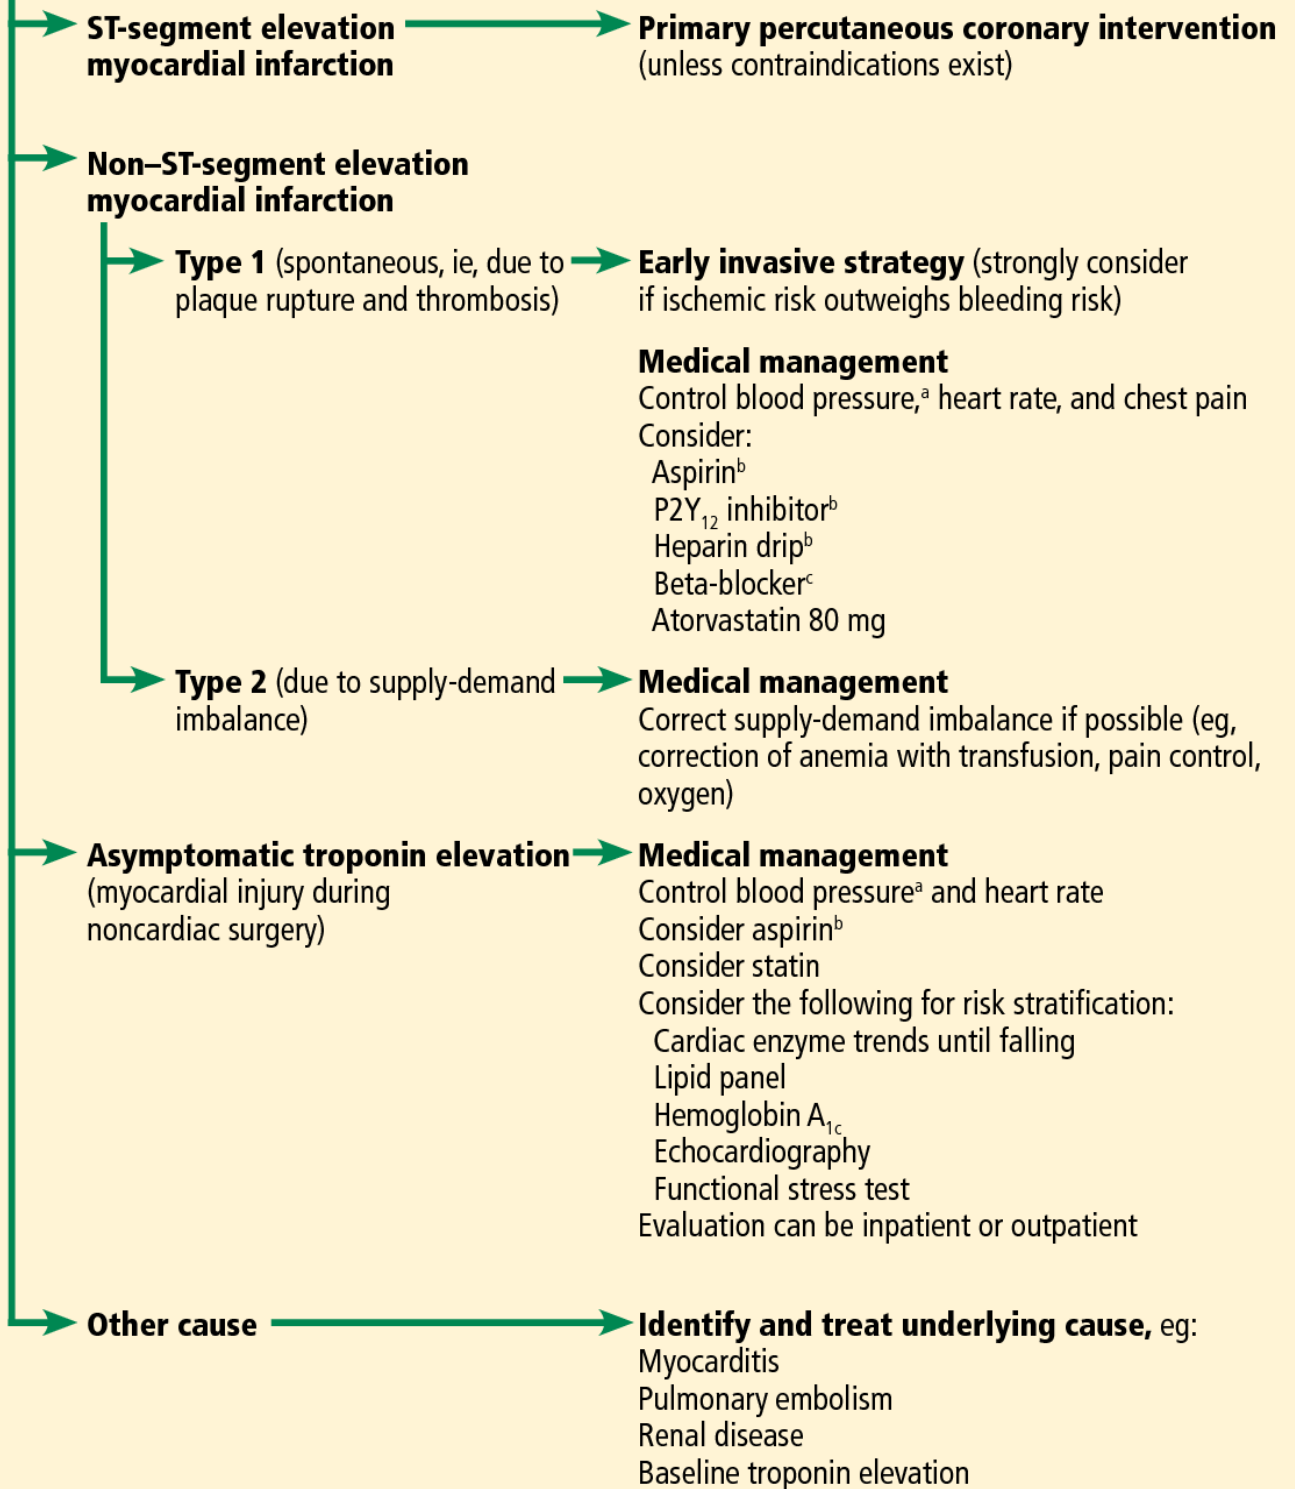 ST-segment elevation
myocardial infarction
Primary percutaneous coronary intervention
(unless contraindications exist)
Non–ST-segment elevation
myocardial infarction
Type 1 (spontaneous, ie, due to
plaque rupture and thrombosis)
Early invasive strategy (strongly consider
if ischemic risk outweighs bleeding risk)
Medical management
Control blood pressure,ᵃ heart rate, and chest pain
Consider:
Aspirinᵇ
P2Y₁₂ inhibitorᵇ
Heparin dripᵇ
Beta-blockerᶜ
Atorvastatin 80 mg
Type 2 (due to supply-demand
imbalance)
Medical management
Correct supply-demand imbalance if possible (eg,
correction of anemia with transfusion, pain control,
oxygen)
Asymptomatic troponin elevation
(myocardial injury during
noncardiac surgery)
Medical management
Control blood pressureᵃ and heart rate
Consider aspirinᵇ
Consider statin
Consider the following for risk stratification:
Cardiac enzyme trends until falling
Lipid panel
Hemoglobin A₁c
Echocardiography
Functional stress test
Evaluation can be inpatient or outpatient
Other cause
Identify and treat underlying cause, eg:
Myocarditis
Pulmonary embolism
Renal disease
Baseline troponin elevation